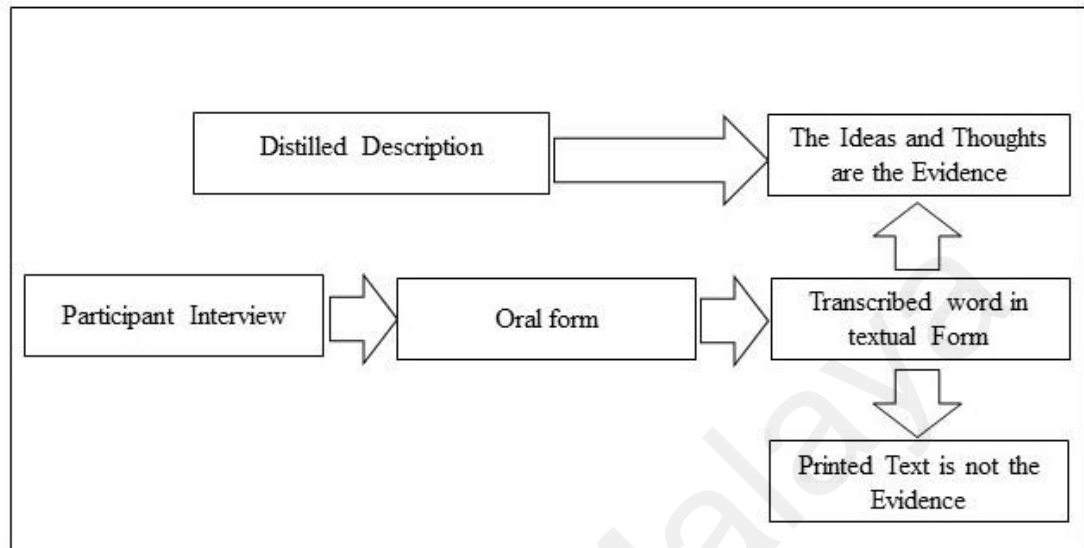 Distilled Description
The Ideas and Thoughts
are the Evidence
Participant Interview
Oral form
Transcribed word in
textual Form
Printed Text is not the
Evidence
alaya